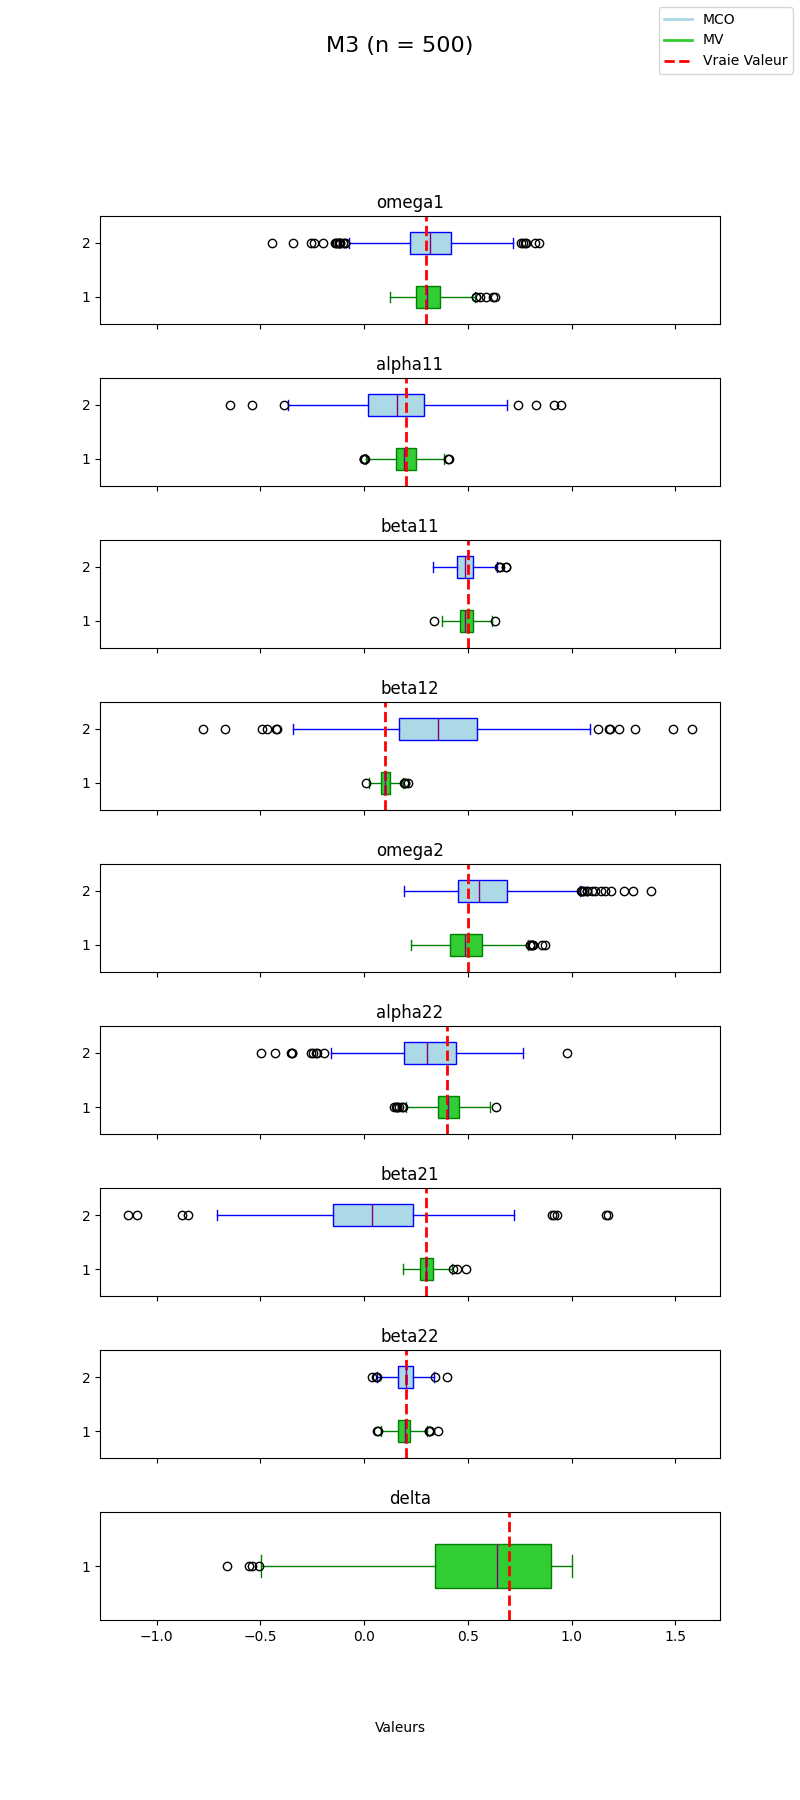 MCO
MV
Vraie Valeur
M3 (n = 500)
omega1
2
1
alpha11
2
1
beta11
2
1
beta12
2
1
omega2
2
1
alpha22
2
1
beta21
2
1
beta22
2
1
delta
1
−1.0 −0.5 0.0 0.5 1.0 1.5
Valeurs